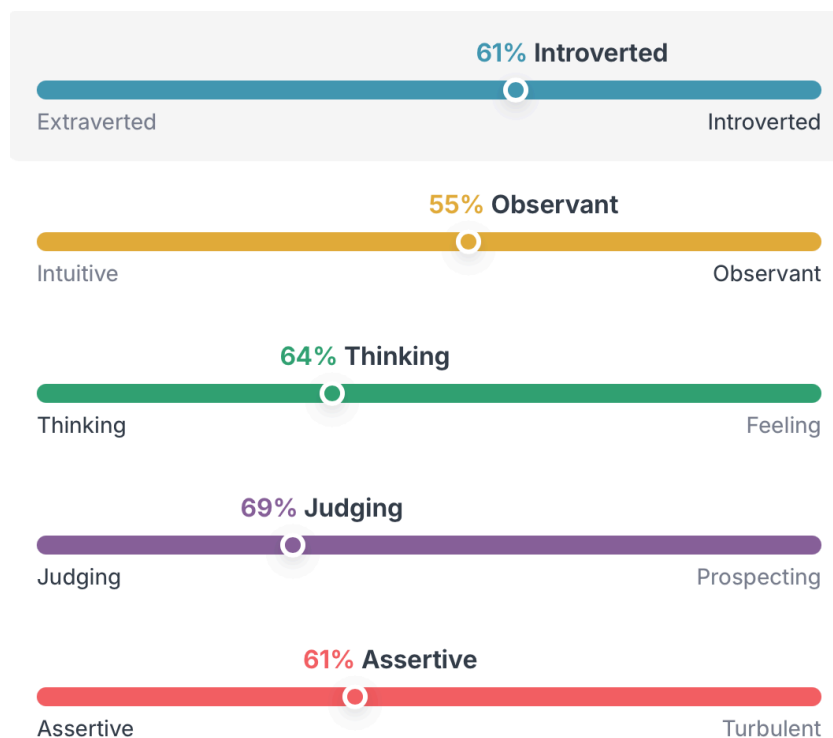 61% Introverted
Extraverted Introverted
55% Observant
Intuitive Observant
64% Thinking
Thinking Feeling
69% Judging
Judging Prospecting
61% Assertive
Assertive Turbulent